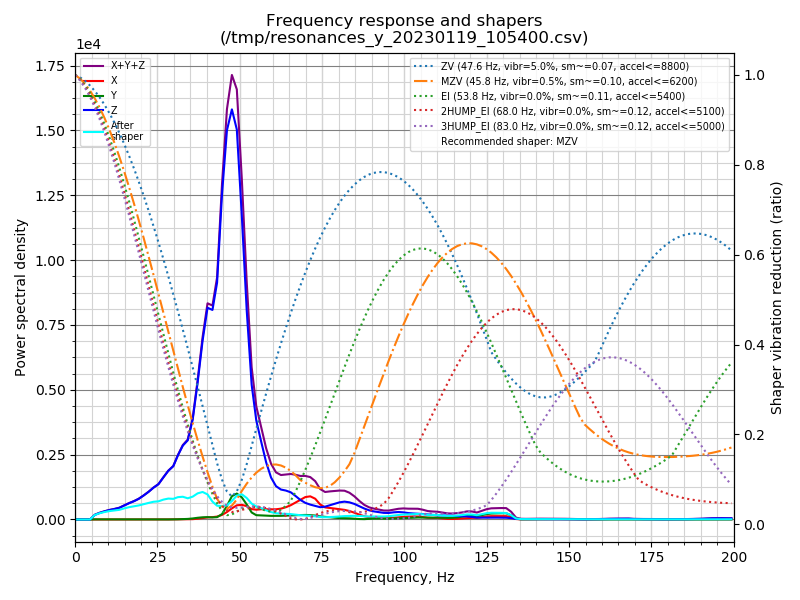 Frequency response and shapers
(/tmp/resonances_y_20230119_105400.csv)
1e4
X+Y+Z
X
Y
Z
After
shaper
ZV (47.6 Hz, vibr=5.0%, sm~=0.07, accel<=8800)
MZV (45.8 Hz, vibr=0.5%, sm~=0.10, accel<=6200)
EI (53.8 Hz, vibr=0.0%, sm~=0.11, accel<=5400)
2HUMP_EI (68.0 Hz, vibr=0.0%, sm~=0.12, accel<=5100)
3HUMP_EI (83.0 Hz, vibr=0.0%, sm~=0.12, accel<=5000)
Recommended shaper: MZV
Power spectral density
1.75
1.50
1.25
1.00
0.75
0.50
0.25
0.00
1.0
0.8
0.6
0.4
0.2
0.0
Shaper vibration reduction (ratio)
0 25 50 75 100 125 150 175 200
Frequency, Hz